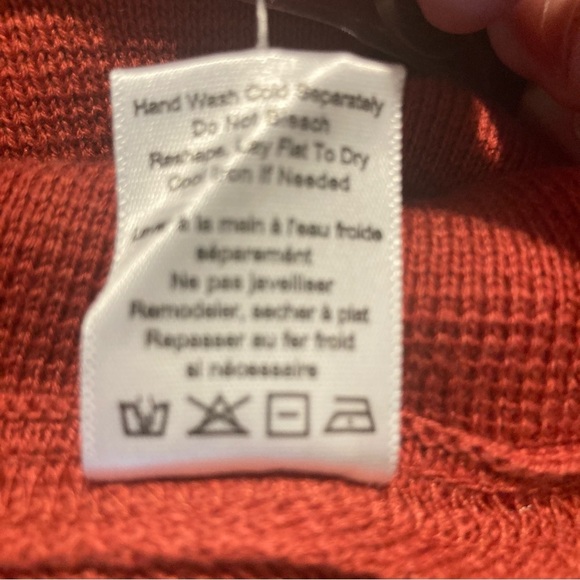 Hand Wash Cold Separately
Do Not Bleach
Reshape, Lay Flat To Dry
Cool Iron If Needed
Laver à la main à l'eau froide
séparemént
Ne pas javelliser
Remodeler, secher à plat
Repasser au fer froid
si nécessaire